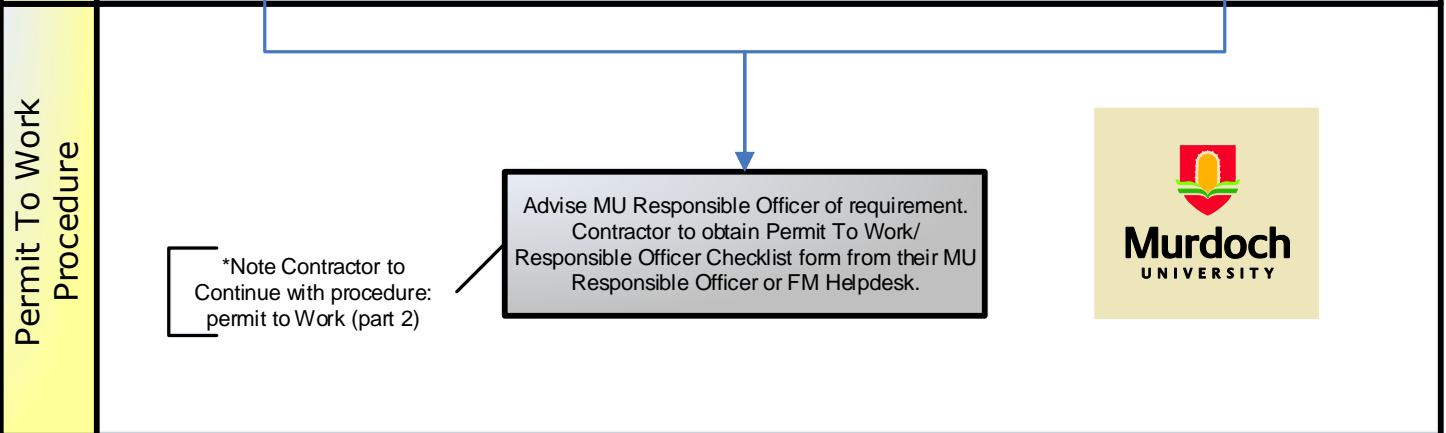 Permit To Work
Procedure
Advise MU Responsible Officer of requirement.
Contractor to obtain Permit To Work/
Responsible Officer Checklist form from their MU
Responsible Officer or FM Helpdesk.
*Note Contractor to
Continue with procedure:
permit to Work (part 2)
Murdoch
UNIVERSITY